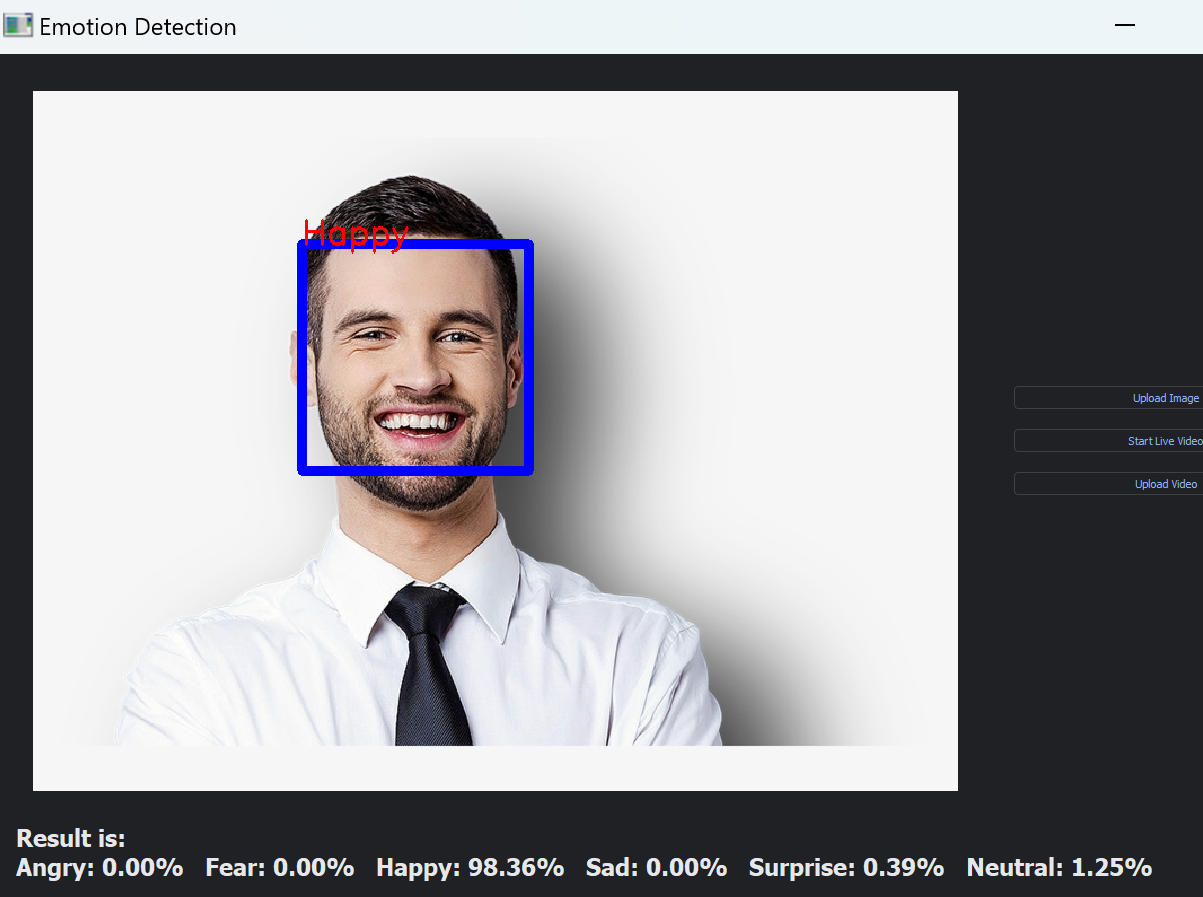 Emotion Detection
Happy
Upload Image
Start Live Video
Upload Video
Result is:
Angry: 0.00% Fear: 0.00% Happy: 98.36% Sad: 0.00% Surprise: 0.39% Neutral: 1.25%